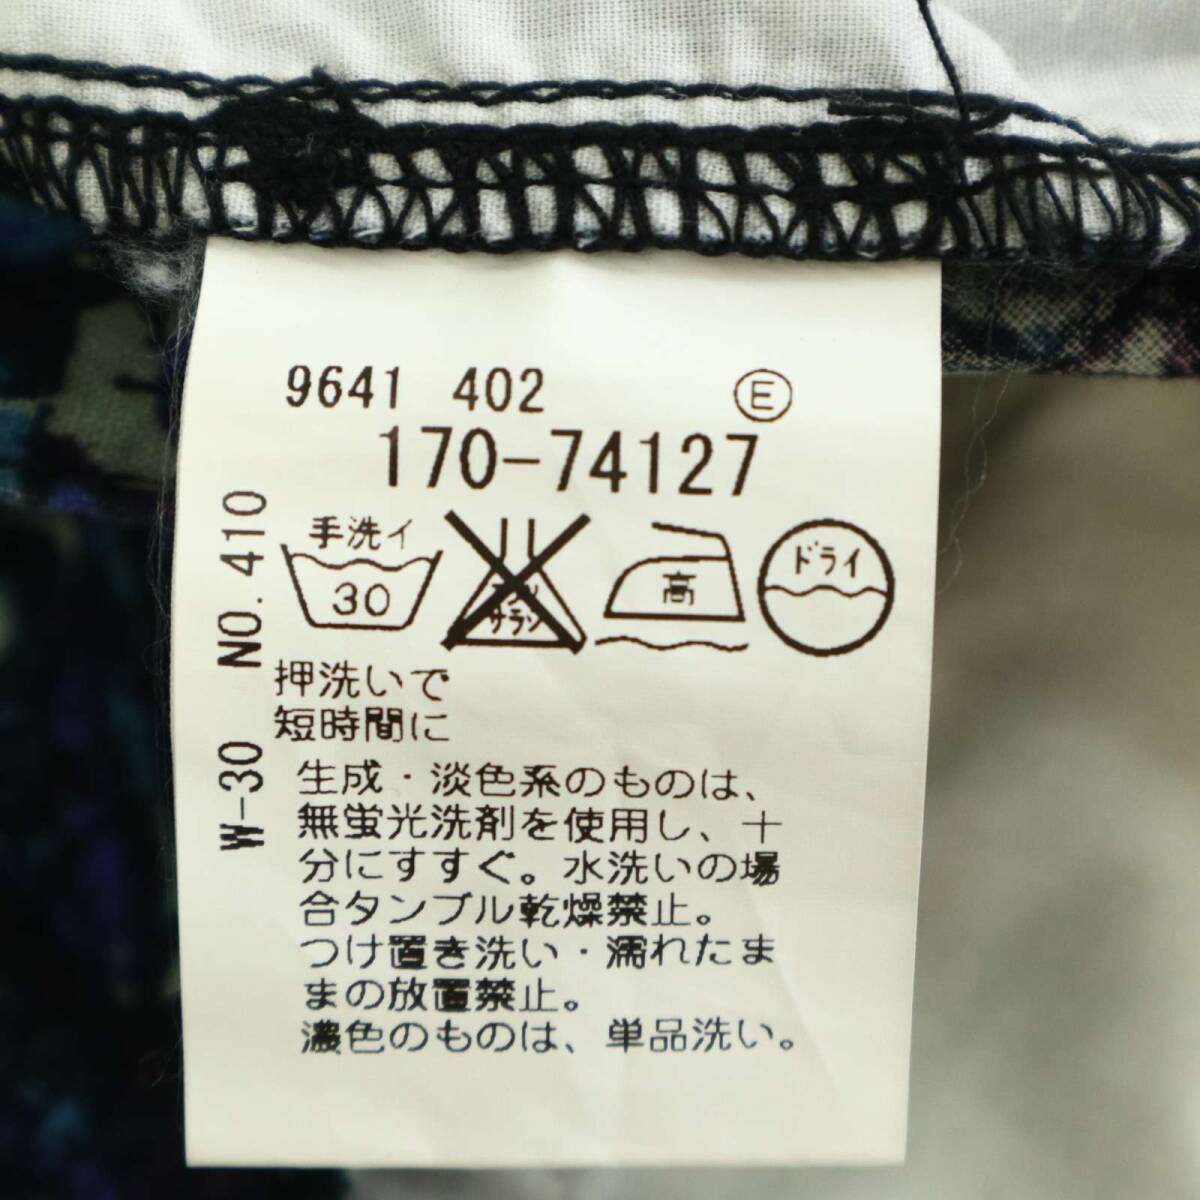 9641 402 Ⓔ
170-74127
W-30 NO.410
手洗イ
30
サラシ
高
ドライ
押洗いで
短時間に
生成・淡色系のものは、
無蛍光洗剤を使用し、十
分にすすぐ。水洗いの場
合タンブル乾燥禁止。
つけ置き洗い・濡れたま
まの放置禁止。
濃色のものは、単品洗い。